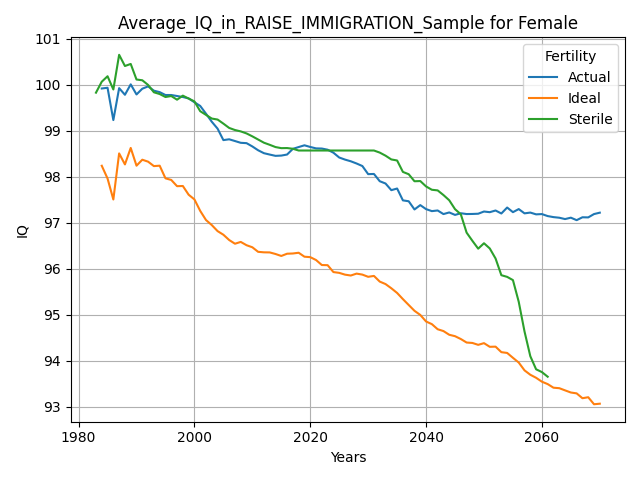 Average_IQ_in_RAISE_IMMIGRATION_Sample for Female
101
100
99
98
97
96
95
94
93
IQ
1980
2000
2020
2040
2060
Years
Fertility
Actual
Ideal
Sterile